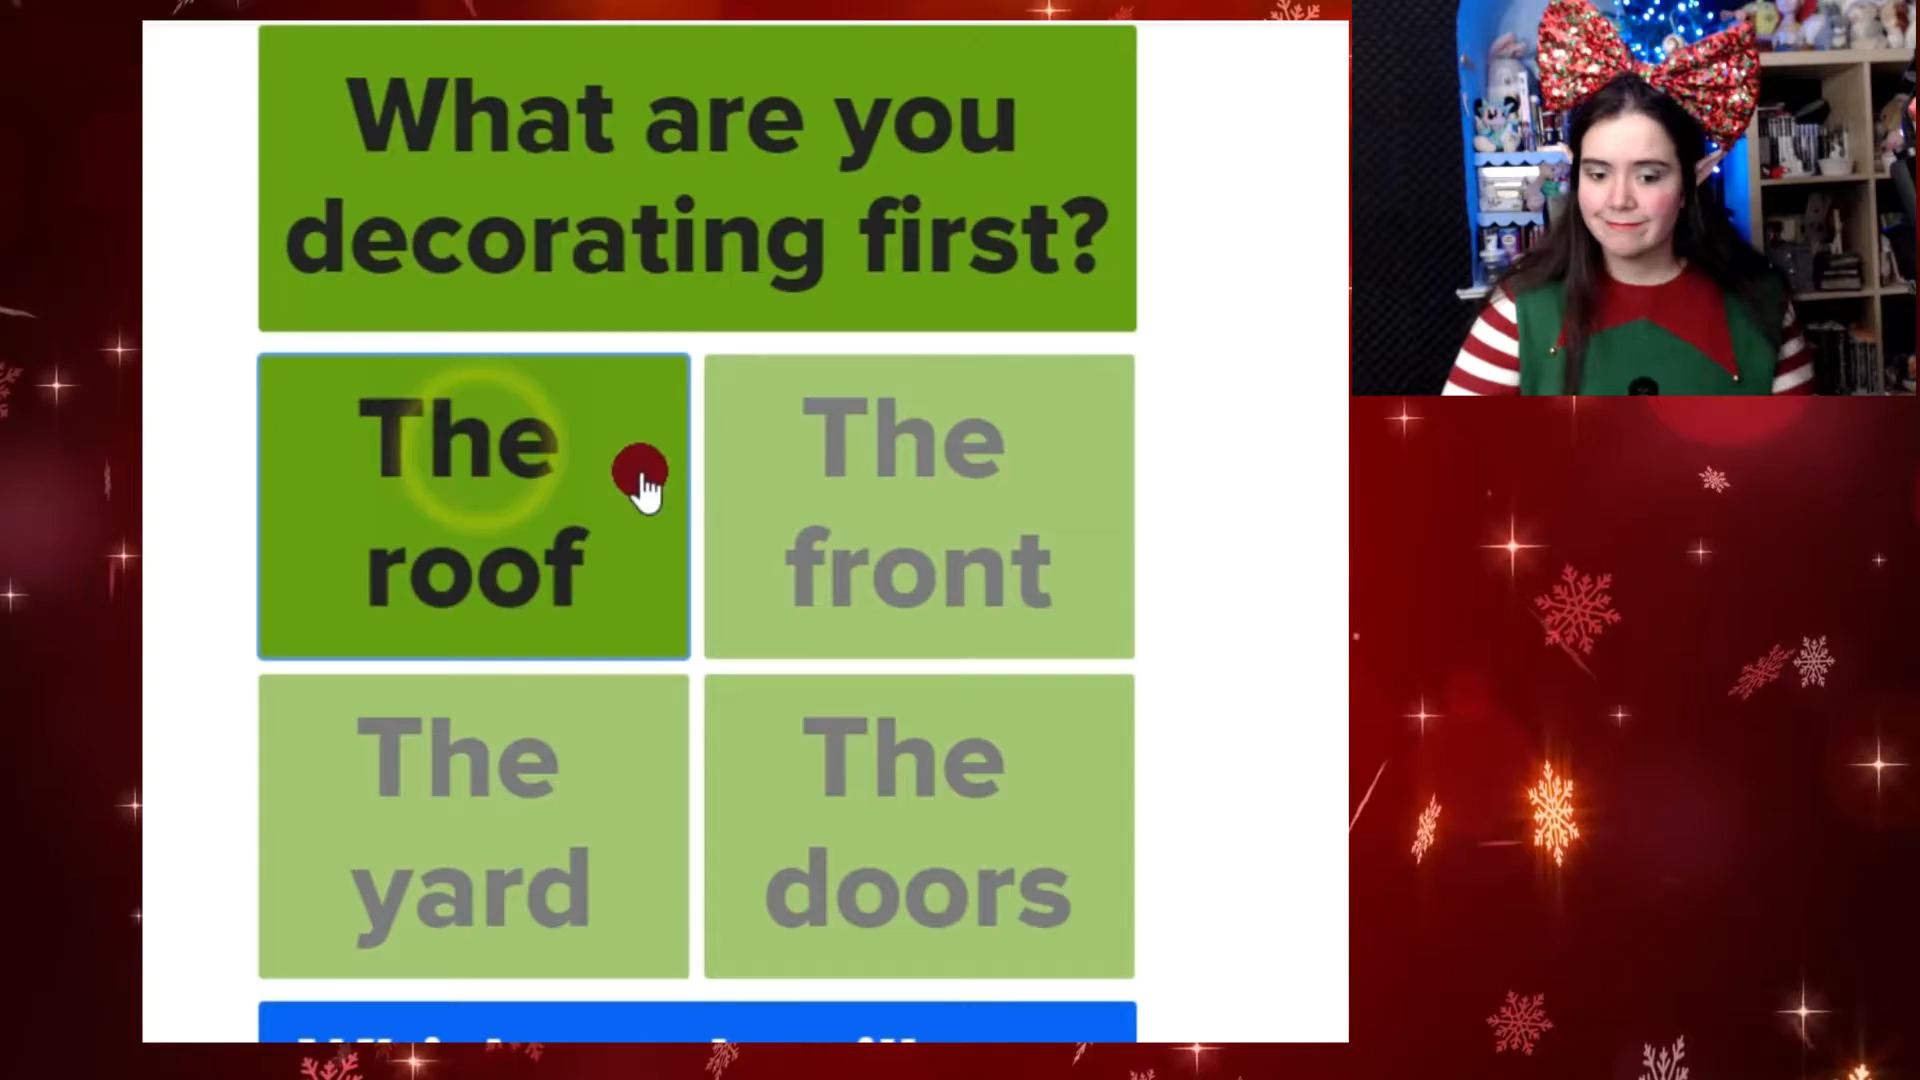 What are you
decorating first?
The
roof
The
front
The
yard
The
doors